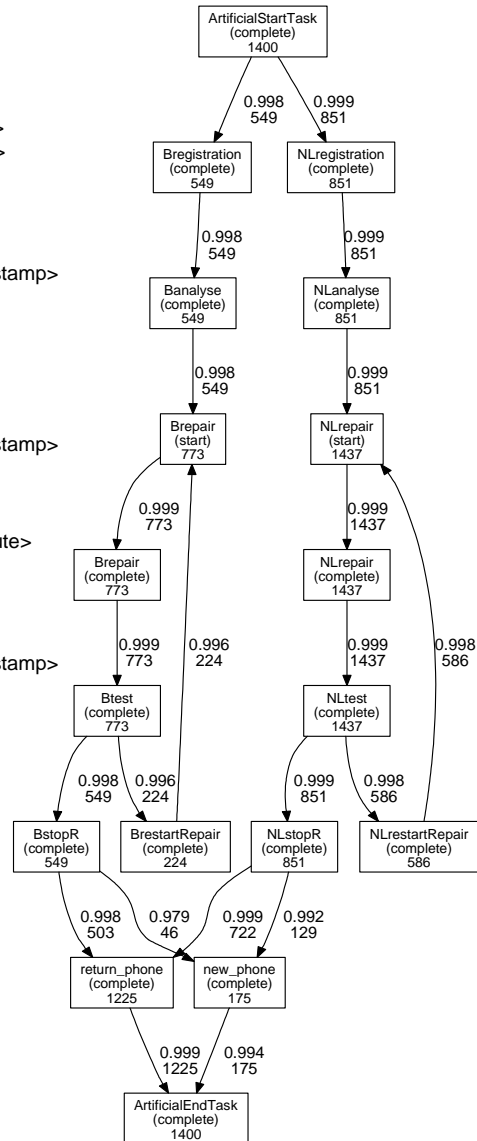 ArtificialStartTask
(complete)
1400
0.998
549
0.999
851
>
>
Bregistration
(complete)
549
NLregistration
(complete)
851
0.998
549
0.999
851
stamp>
Banalyse
(complete)
549
NLanalyse
(complete)
851
0.998
549
0.999
851
stamp>
Brepair
(start)
773
NLrepair
(start)
1437
0.999
773
0.999
1437
ute>
Brepair
(complete)
773
NLrepair
(complete)
1437
0.999
773
0.996
224
0.999
1437
0.998
586
stamp>
Btest
(complete)
773
NLtest
(complete)
1437
0.998
549
0.996
224
0.999
851
0.998
586
BstopR
(complete)
549
BrestartRepair
(complete)
224
NLstopR
(complete)
851
NLrestartRepair
(complete)
586
0.998
503
0.979
46
0.999
722
0.992
129
return_phone
(complete)
1225
new_phone
(complete)
175
0.999
1225
0.994
175
ArtificialEndTask
(complete)
1400